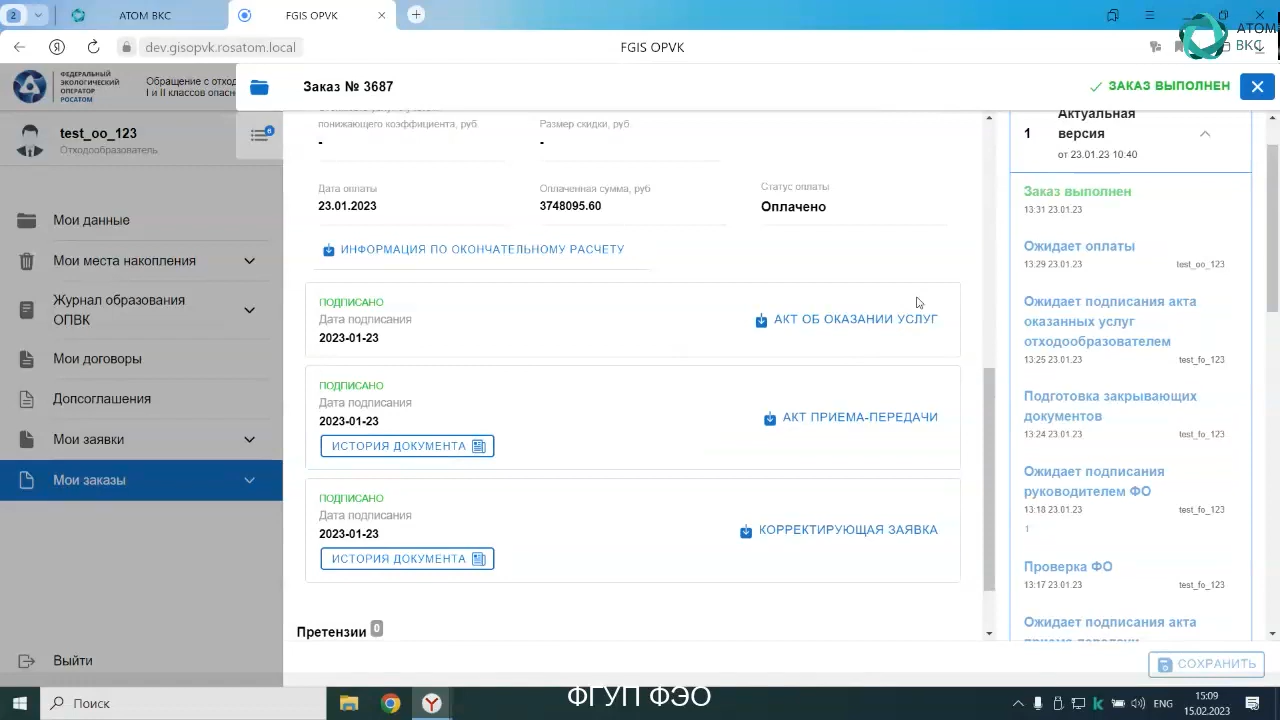 2
АТОМ ВКС
FGIS OPVK
АТОМ
ВКС
dev.gisopvk.rosatom.local
FGIS OPVK
ФЕДЕРАЛЬНЫЙ
ЭКОЛОГИЧЕСКИЙ
ОПЕРАТОР
РОСАТОМ
Обращение с отход
I и II классов опасн
Заказ № 3687
ЗАКАЗ ВЫПОЛНЕН
test_oo_123
Отходообразователь
6
Мои данные
Мои места накопления
Журнал образования
ОПВК
Мои договоры
Допсоглашения
Мои заявки
Мои заказы
Выйти
понижающего коэффициента, руб.
-
Размер скидки, руб.
-
Дата оплаты
23.01.2023
Оплаченная сумма, руб
3748095.60
Статус оплаты
Оплачено
ИНФОРМАЦИЯ ПО ОКОНЧАТЕЛЬНОМУ РАСЧЕТУ
ПОДПИСАНО
Дата подписания
2023-01-23
АКТ ОБ ОКАЗАНИИ УСЛУГ
ПОДПИСАНО
Дата подписания
2023-01-23
ИСТОРИЯ ДОКУМЕНТА
АКТ ПРИЕМА-ПЕРЕДАЧИ
ПОДПИСАНО
Дата подписания
2023-01-23
ИСТОРИЯ ДОКУМЕНТА
КОРРЕКТИРУЮЩАЯ ЗАЯВКА
Претензии 0
1
Актуальная
версия
от 23.01.23 10:40
Заказ выполнен
13:31 23.01.23
Ожидает оплаты
13:29 23.01.23 test_oo_123
Ожидает подписания акта
оказанных услуг
отходообразователем
13:25 23.01.23 test_fo_123
Подготовка закрывающих
документов
13:24 23.01.23 test_fo_123
Ожидает подписания
руководителем ФО
13:18 23.01.23 test_fo_123
1
Проверка ФО
13:17 23.01.23 test_fo_123
Ожидает подписания акта
СОХРАНИТЬ
Поиск
ФГУП ФЭО
ENG
15:09
15.02.2023